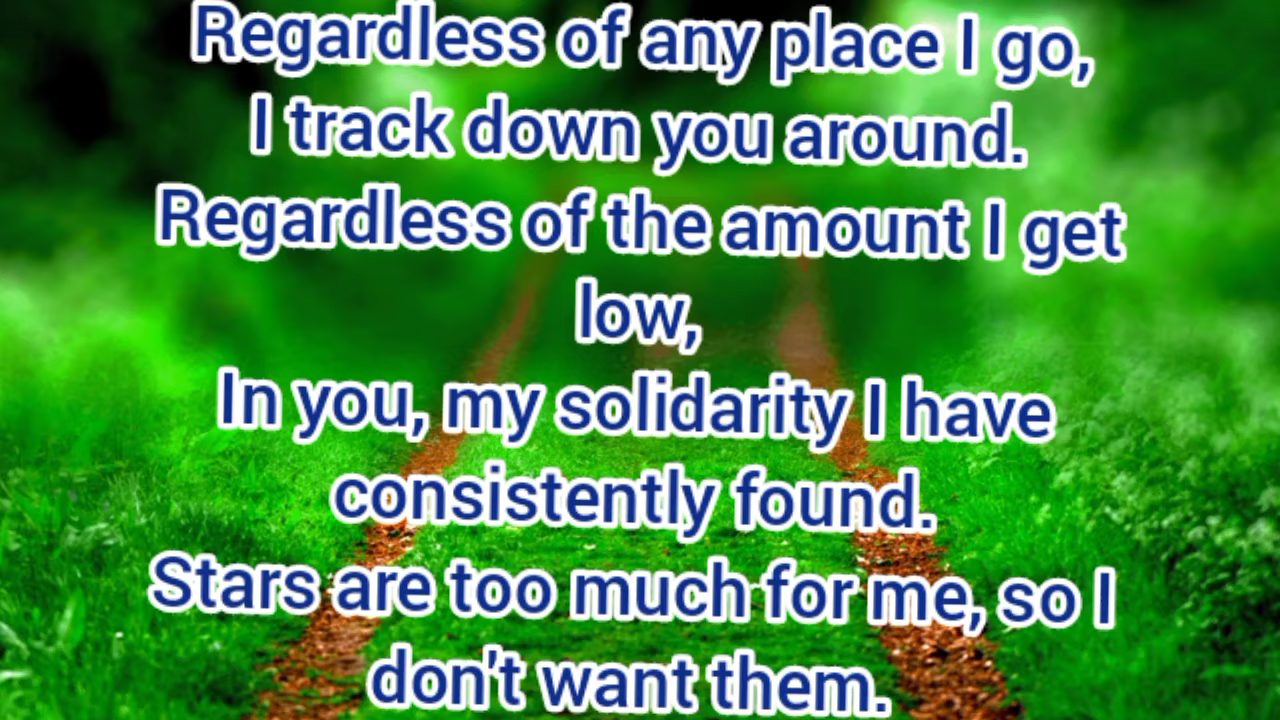 Regardless of any place I go,
I track down you around.
Regardless of the amount I get
low,
In you, my solidarity I have
consistently found.
Stars are too much for me, so I
don't want them.